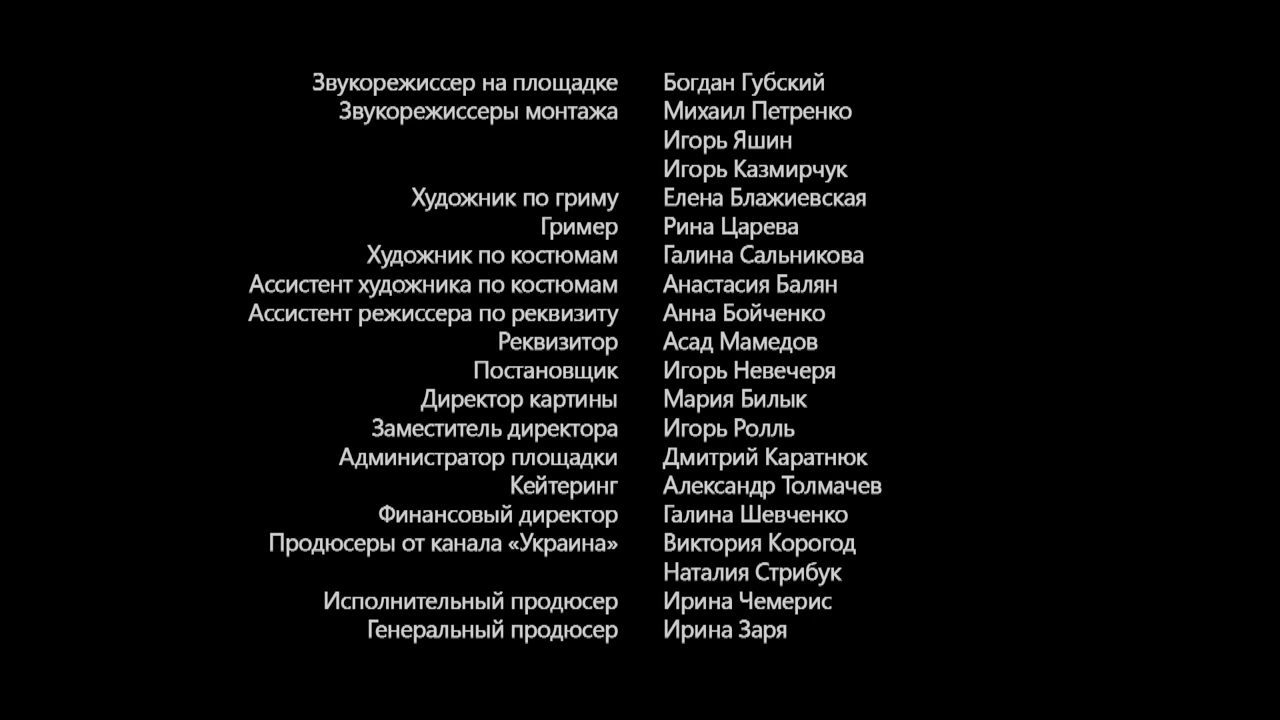 Звукорежиссер на площадке Богдан Губский
Звукорежиссеры монтажа Михаил Петренко
Игорь Яшин
Игорь Казмирчук
Художник по гриму Елена Блажиевская
Гример Рина Царева
Художник по костюмам Галина Сальникова
Ассистент художника по костюмам Анастасия Балян
Ассистент режиссера по реквизиту Анна Бойченко
Реквизитор Асад Мамедов
Постановщик Игорь Невечеря
Директор картины Мария Билык
Заместитель директора Игорь Ролль
Администратор площадки Дмитрий Каратнюк
Кейтеринг Александр Толмачев
Финансовый директор Галина Шевченко
Продюсеры от канала «Украина» Виктория Корогод
Наталия Стрибук
Исполнительный продюсер Ирина Чемерис
Генеральный продюсер Ирина Заря